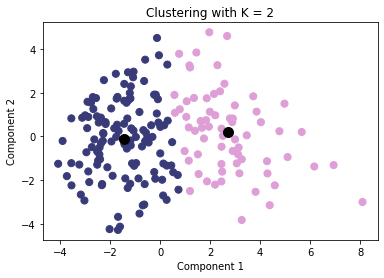 Clustering with K = 2
4
2
0
−2
−4
Component 2
−4 −2 0 2 4 6 8
Component 1